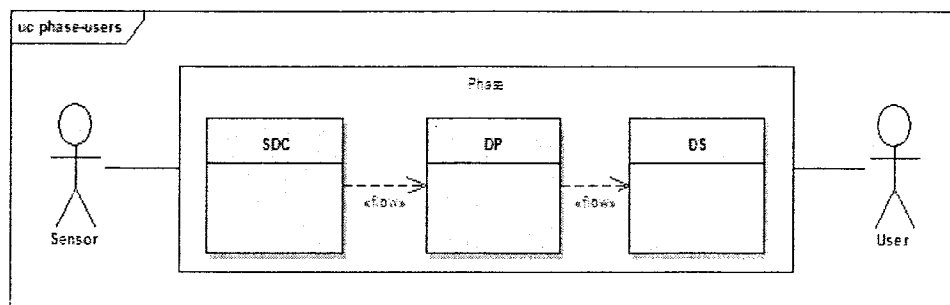 uc phase-users
Phase
SDC
DP
DS
«flow»
«flow»
Sensor
User